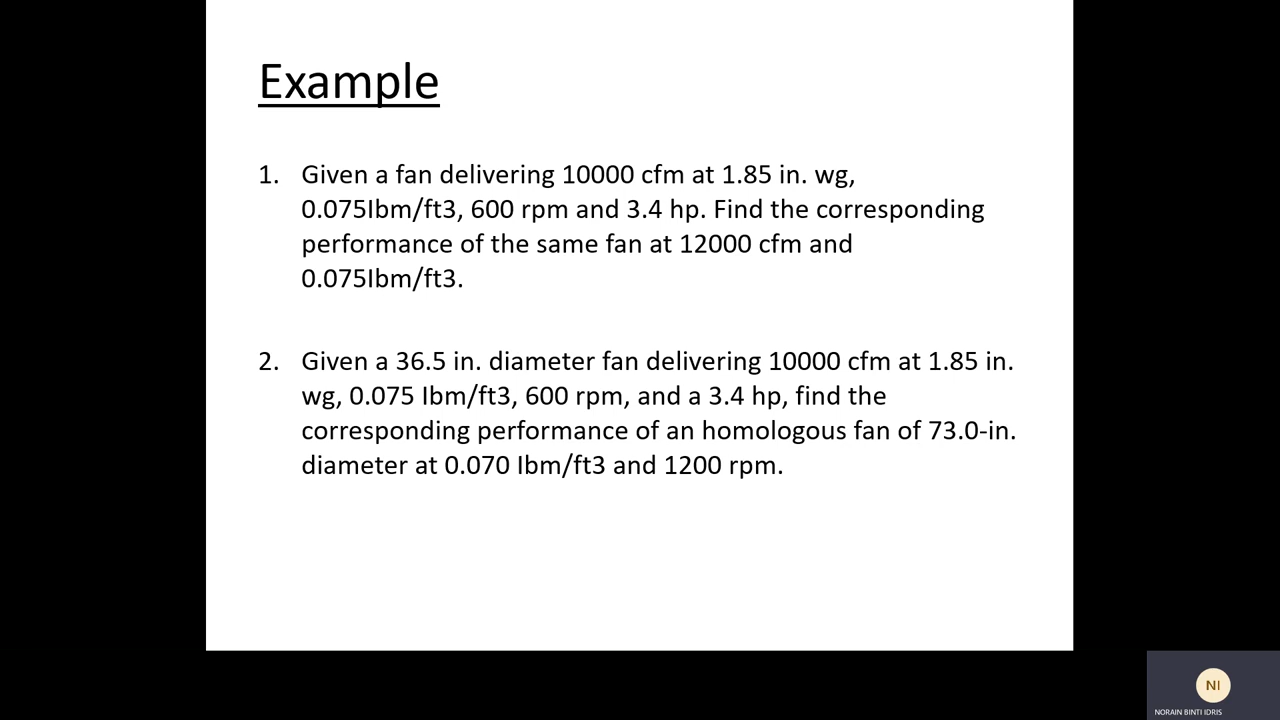 Example
1. Given a fan delivering 10000 cfm at 1.85 in. wg,
0.075Ibm/ft3, 600 rpm and 3.4 hp. Find the corresponding
performance of the same fan at 12000 cfm and
0.075Ibm/ft3.
2. Given a 36.5 in. diameter fan delivering 10000 cfm at 1.85 in.
wg, 0.075 Ibm/ft3, 600 rpm, and a 3.4 hp, find the
corresponding performance of an homologous fan of 73.0-in.
diameter at 0.070 Ibm/ft3 and 1200 rpm.
NI
NORAIN BINTI IDRIS